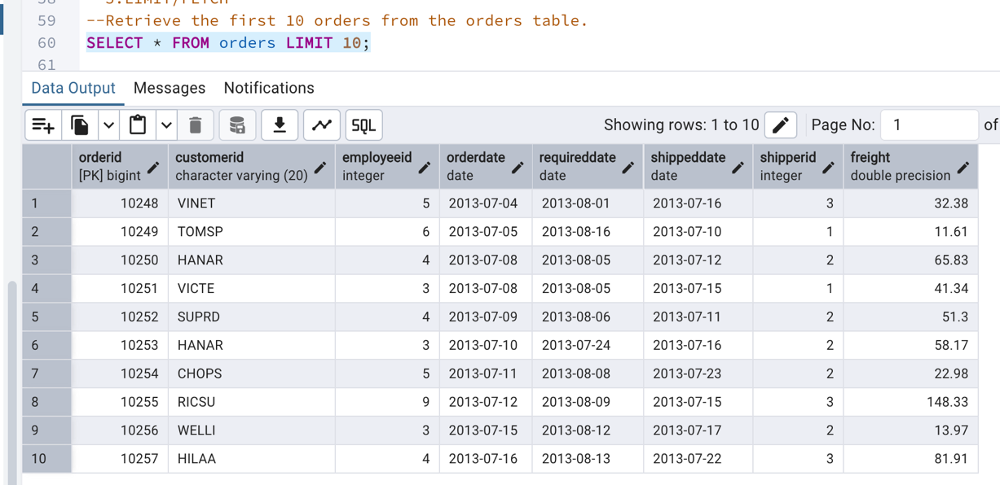 58 --3.LIMIT/FETCH
59 --Retrieve the first 10 orders from the orders table.
60 SELECT * FROM orders LIMIT 10;
61
Data Output Messages Notifications
SQL Showing rows: 1 to 10 Page No: 1 of
orderid customerid employeeid orderdate requireddate shippeddate shipperid freight
[PK] bigint character varying (20) integer date date date integer double precision
1 10248 VINET 5 2013-07-04 2013-08-01 2013-07-16 3 32.38
2 10249 TOMSP 6 2013-07-05 2013-08-16 2013-07-10 1 11.61
3 10250 HANAR 4 2013-07-08 2013-08-05 2013-07-12 2 65.83
4 10251 VICTE 3 2013-07-08 2013-08-05 2013-07-15 1 41.34
5 10252 SUPRD 4 2013-07-09 2013-08-06 2013-07-11 2 51.3
6 10253 HANAR 3 2013-07-10 2013-07-24 2013-07-16 2 58.17
7 10254 CHOPS 5 2013-07-11 2013-08-08 2013-07-23 2 22.98
8 10255 RICSU 9 2013-07-12 2013-08-09 2013-07-15 3 148.33
9 10256 WELLI 3 2013-07-15 2013-08-12 2013-07-17 2 13.97
10 10257 HILAA 4 2013-07-16 2013-08-13 2013-07-22 3 81.91